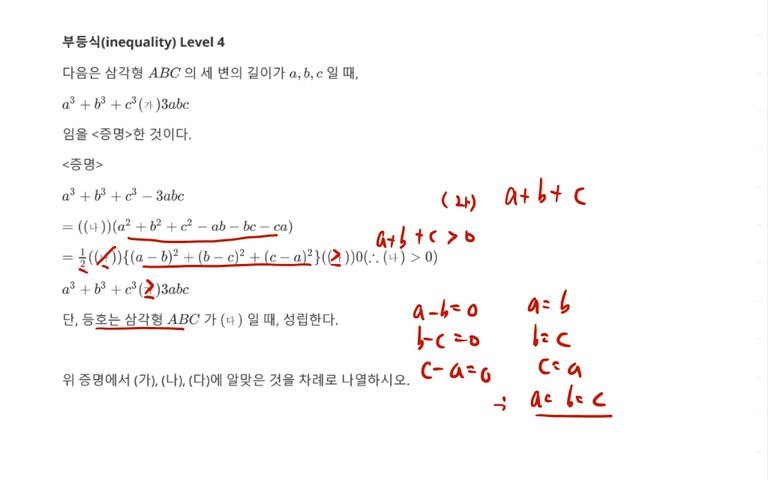 부등식(inequality) Level 4
다음은 삼각형 ABC 의 세 변의 길이가 a, b, c 일 때,
a³ + b³ + c³(가)3abc
임을 <증명>한 것이다.
<증명>
a³ + b³ + c³ − 3abc
(나) a+b+c
= ((나))(a² + b² + c² − ab − bc − ca)
a+b+c>0
= ½((나)){(a − b)² + (b − c)² + (c − a)²}((≥))0(∴ (나) > 0)
a³ + b³ + c³(≥)3abc
a-b=0 a=b
단, 등호는 삼각형 ABC 가 (다) 일 때, 성립한다.
b-c=0 b=c
c-a=0 c=a
위 증명에서 (가), (나), (다)에 알맞은 것을 차례로 나열하시오.
∴ a=b=c